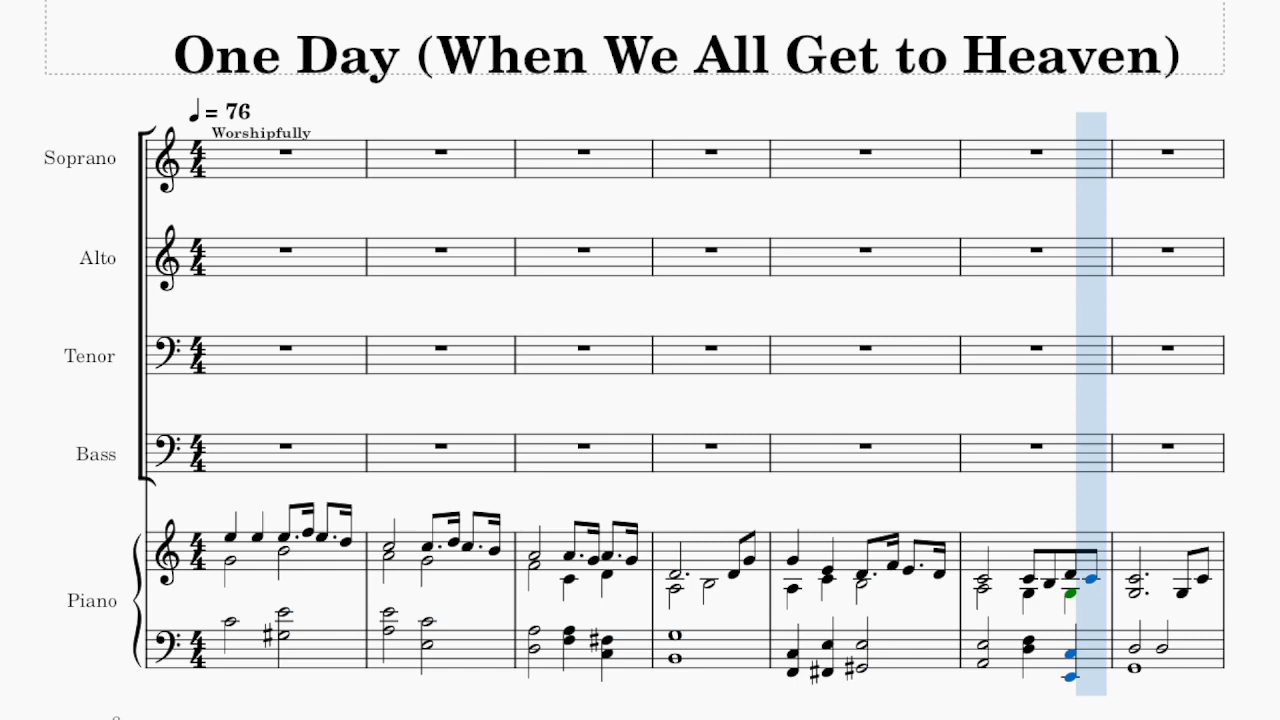 One Day (When We All Get to Heaven)
= 76
Worshipfully
Soprano
Alto
Tenor
Bass
Piano